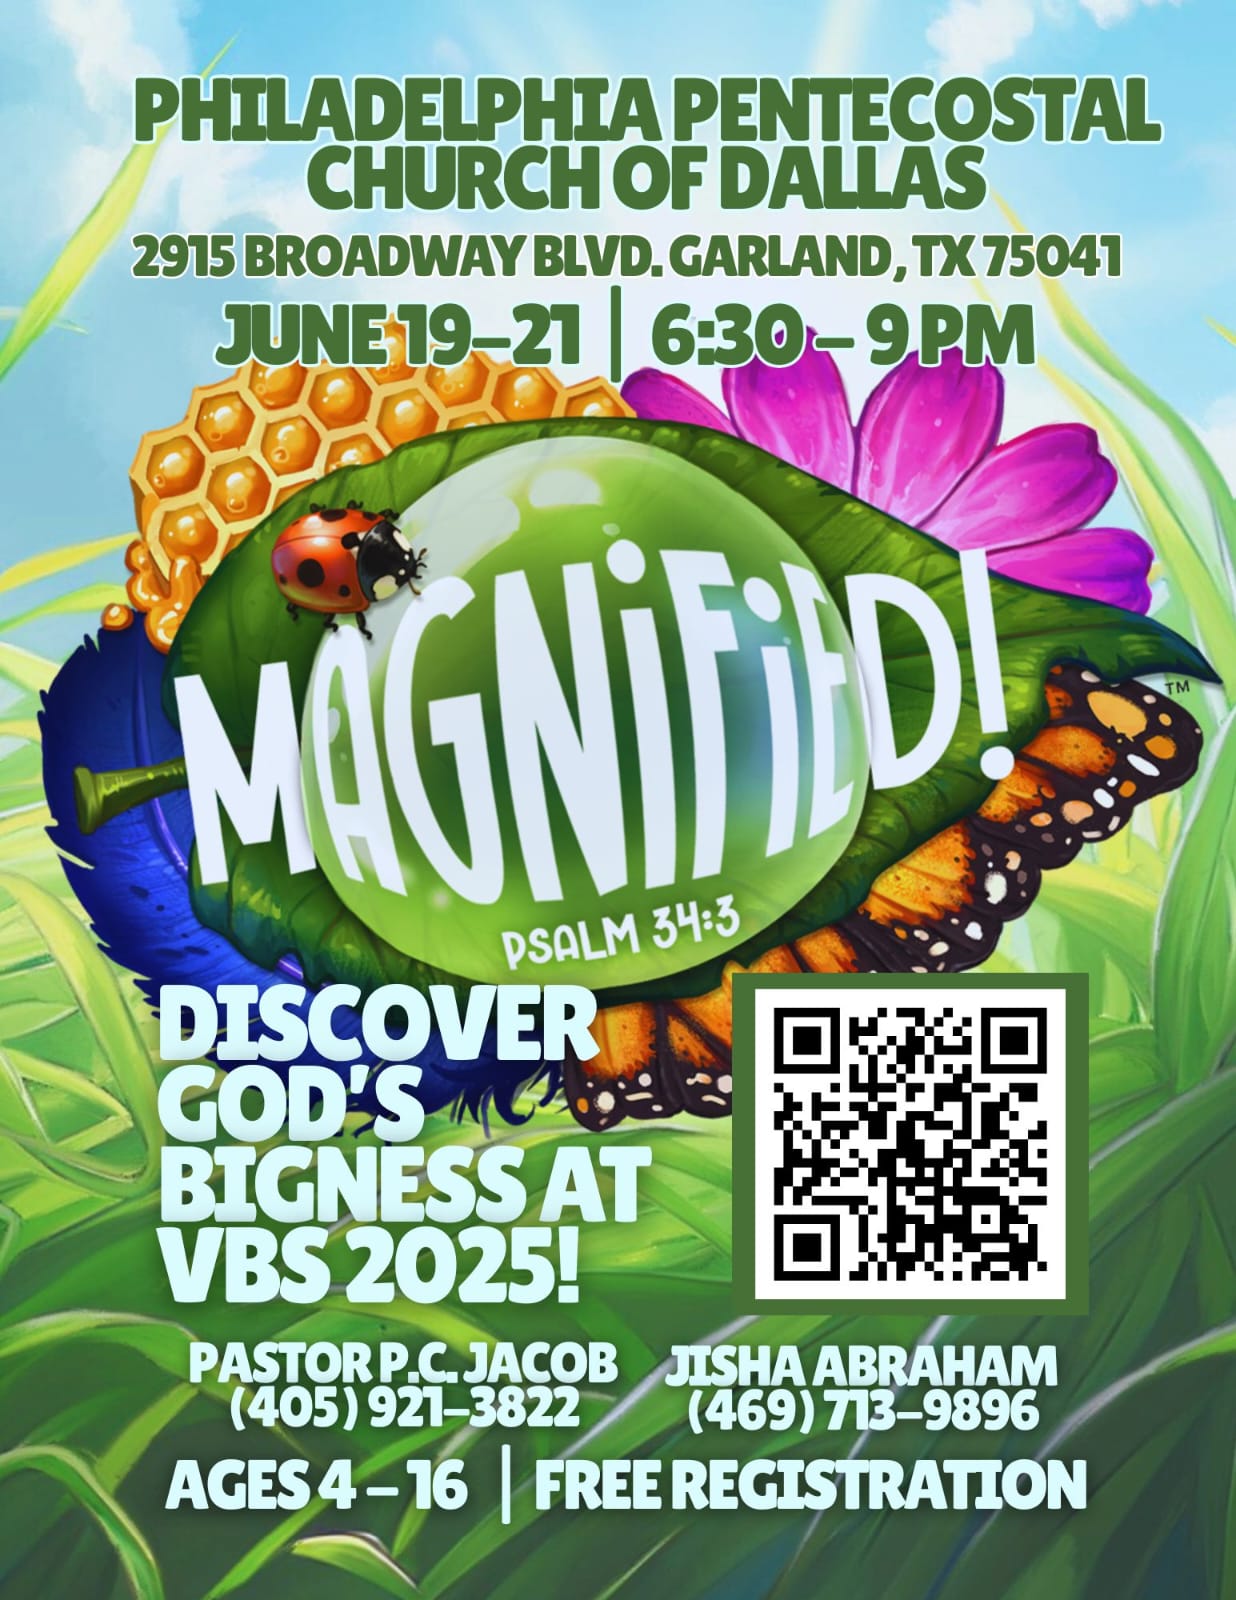 PHILADELPHIA PENTECOSTAL
CHURCH OF DALLAS
2915 BROADWAY BLVD. GARLAND, TX 75041
JUNE 19-21 | 6:30 - 9 PM
MAGNiFiED!
TM
PSALM 34:3
DISCOVER
GOD'S
BIGNESS AT
VBS 2025!
PASTOR P.C. JACOB
(405) 921-3822
JISHA ABRAHAM
(469) 713-9896
AGES 4 - 16 | FREE REGISTRATION